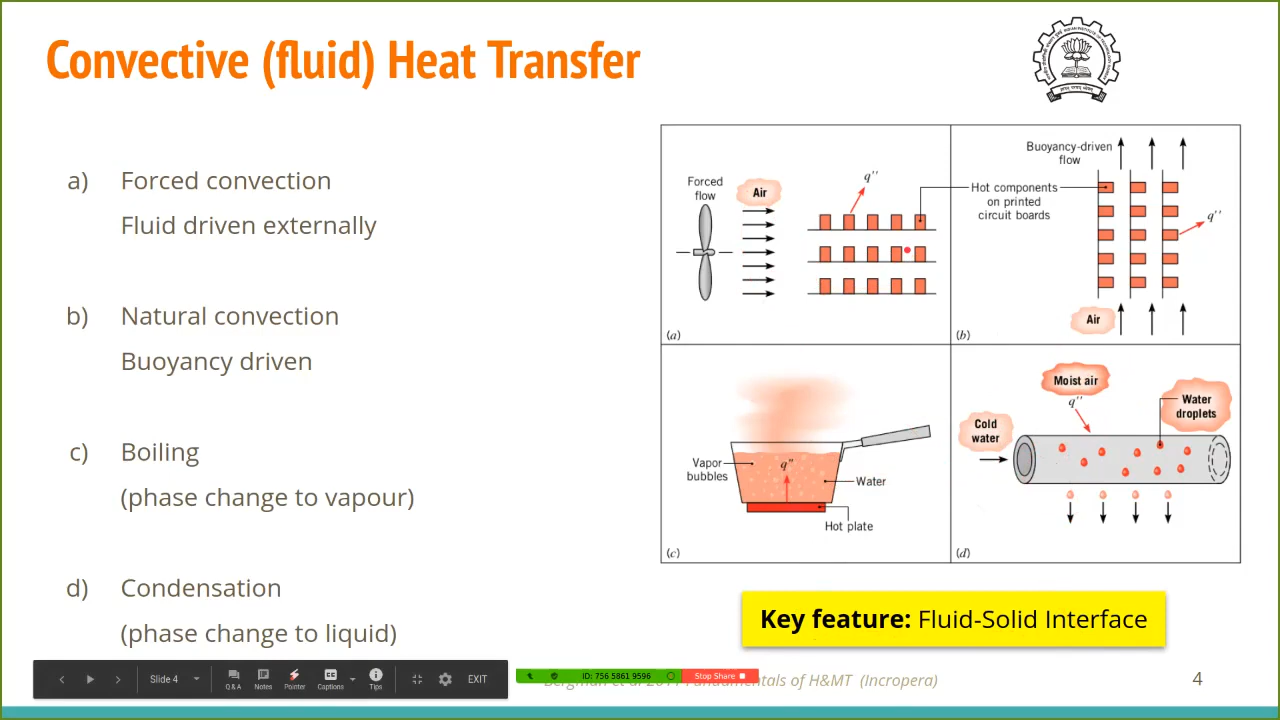 Convective (fluid) Heat Transfer
a) Forced convection
Fluid driven externally
b) Natural convection
Buoyancy driven
c) Boiling
(phase change to vapour)
d) Condensation
(phase change to liquid)
Forced
flow
Air
q''
Hot components
on printed
circuit boards
(a)
Buoyancy-driven
flow
q''
Air
(b)
Vapor
bubbles
q''
Water
Hot plate
(c)
Moist air
q''
Water
droplets
Cold
water
(d)
Key feature: Fluid-Solid Interface
Slide 4
Q & A
Notes
Pointer
Captions
Tips
EXIT
ID: 756 5861 9596
Stop Share
of H&MT (Incropera)
4